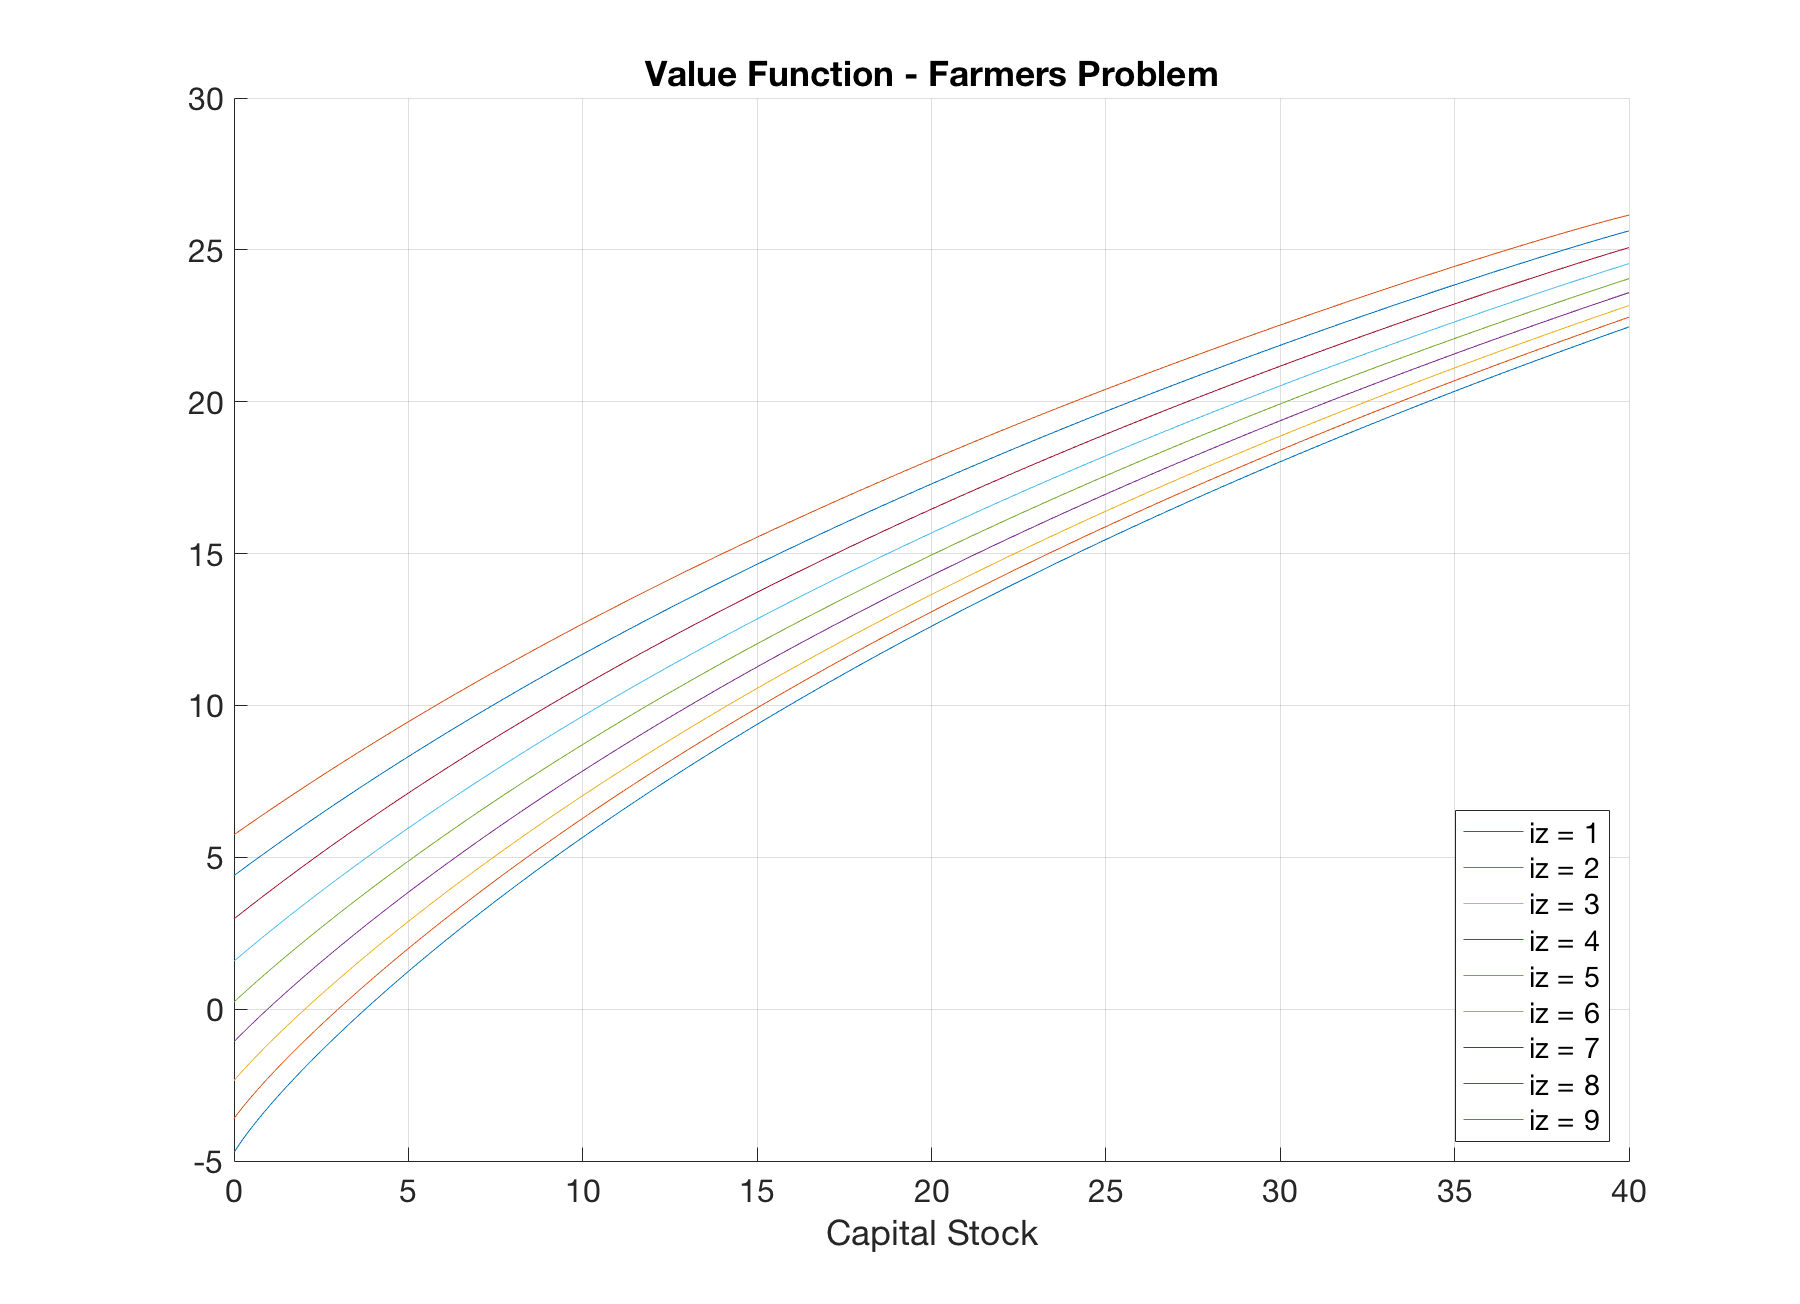 Value Function - Farmers Problem
30
25
20
15
10
5
0
-5
0 5 10 15 20 25 30 35 40
Capital Stock
iz = 1
iz = 2
iz = 3
iz = 4
iz = 5
iz = 6
iz = 7
iz = 8
iz = 9